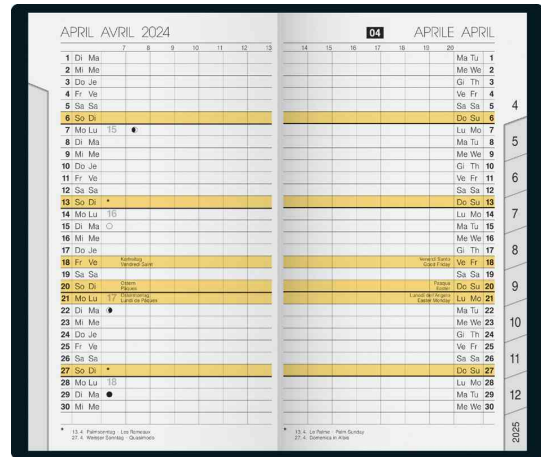 APRIL AVRIL 2024
04 APRILE APRIL
7 8 9 10 11 12 13 14 15 16 17 18 19 20
1 Di Ma Ma Tu 1
2 Mi Me Me We 2
3 Do Je Gi Th 3
4 Fr Ve Ve Fr 4
5 Sa Sa Sa Sa 5
6 So Di Do Su 6
7 Mo Lu 15 Lu Mo 7
8 Di Ma Ma Tu 8
9 Mi Me Me We 9
10 Do Je Gi Th 10
11 Fr Ve Ve Fr 11
12 Sa Sa Sa Sa 12
13 So Di * Do Su 13
14 Mo Lu 16 Lu Mo 14
15 Di Ma Ma Tu 15
16 Mi Me Me We 16
17 Do Je Gi Th 17
18 Fr Ve Karfreitag Vendredi Saint Venerdì Santo Good Friday Ve Fr 18
19 Sa Sa Sa Sa 19
20 So Di Ostern Pâques Pasqua Easter Do Su 20
21 Mo Lu 17 Ostermontag Lundi de Pâques Lunedì dell'Angelo Easter Monday Lu Mo 21
22 Di Ma Ma Tu 22
23 Mi Me Me We 23
24 Do Je Gi Th 24
25 Fr Ve Ve Fr 25
26 Sa Sa Sa Sa 26
27 So Di * Do Su 27
28 Mo Lu 18 Lu Mo 28
29 Di Ma Ma Tu 29
30 Mi Me Me We 30
* 13. 4. Palmsonntag - Les Rameaux
27. 4. Weisser Sonntag - Quasimodo
* 13. 4. Le Palme - Palm Sunday
27. 4. Domenica in Albis
4
5
6
7
8
9
10
11
12
2025